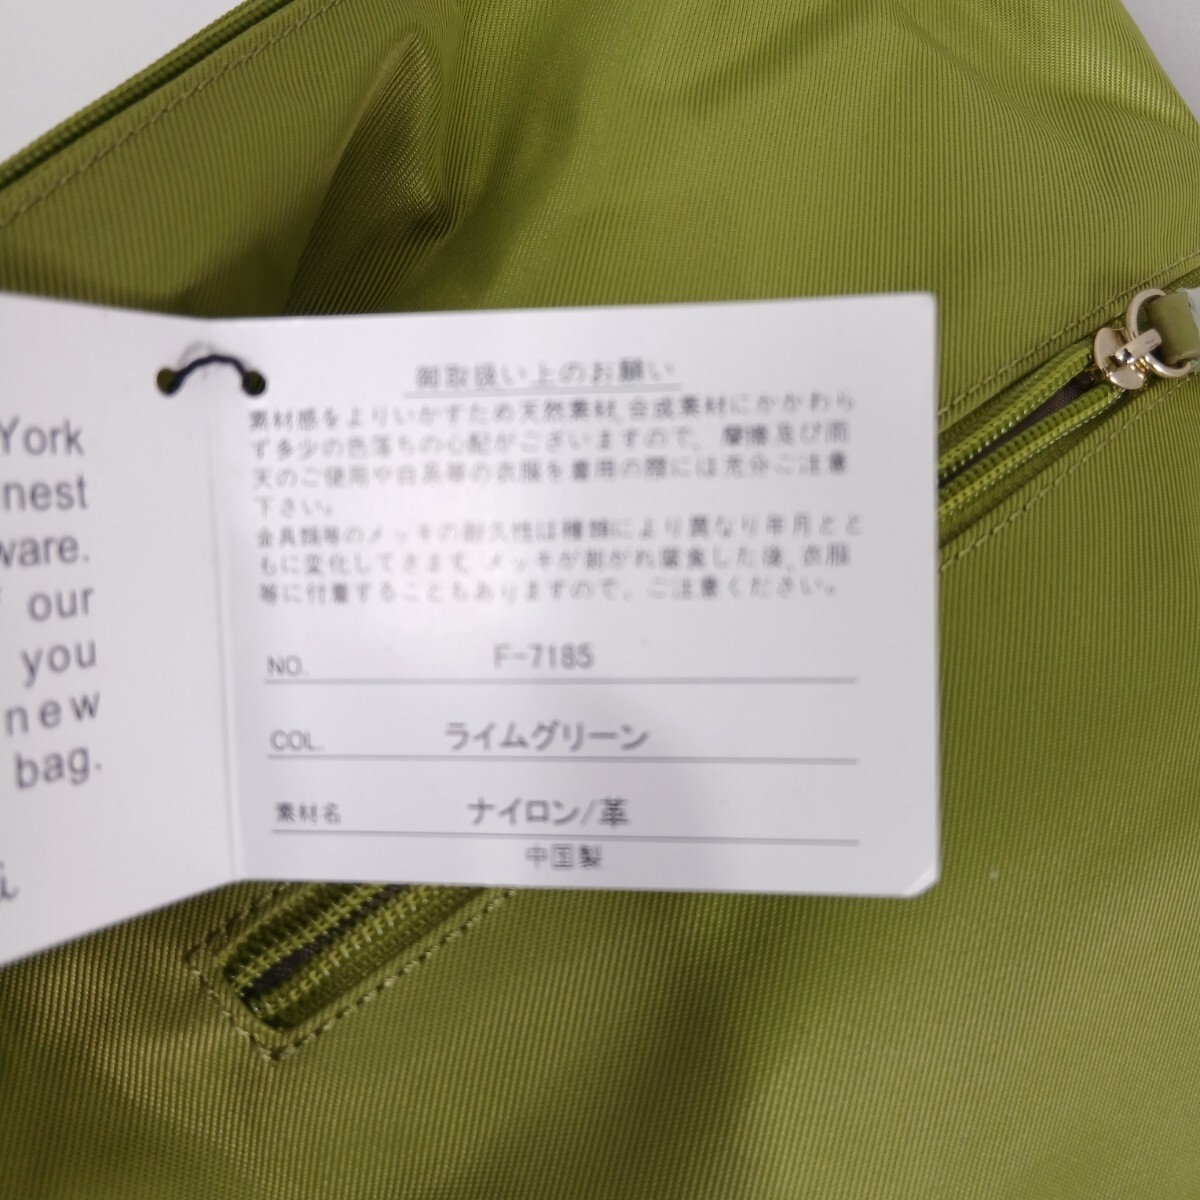 York
nest
ware.
our
you
new
bag.
御取扱い上のお願い
素材感をよりいかすため天然素材,合成素材にかかわら
ず多少の色落ちの心配がございますので、摩擦及び雨
天のご使用や白系等の衣服を着用の際には充分ご注意
下さい。
金具類等のメッキの耐久性は種類により異なり年月とと
もに変化してきます,メッキが剥がれ腐食した後,衣服
等に付着することもありますので、ご注意ください。
NO. F-7185
COL. ライムグリーン
素材名 ナイロン/革
中国製